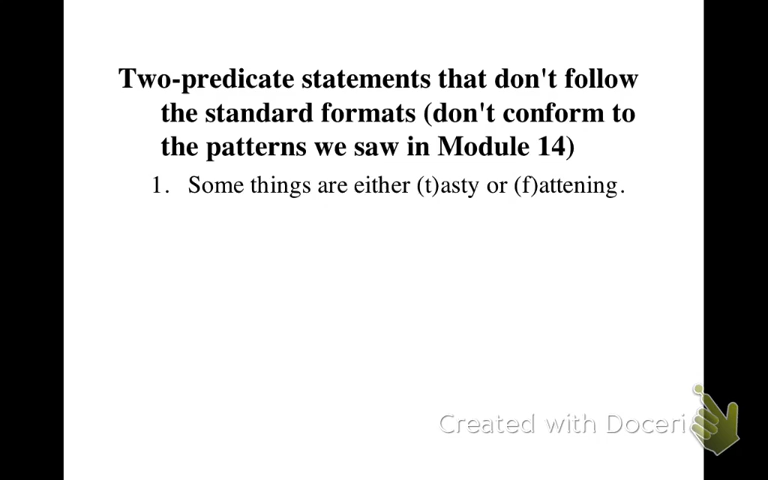 Two-predicate statements that don't follow
the standard formats (don't conform to
the patterns we saw in Module 14)
1. Some things are either (t)asty or (f)attening.
Created with Doceri